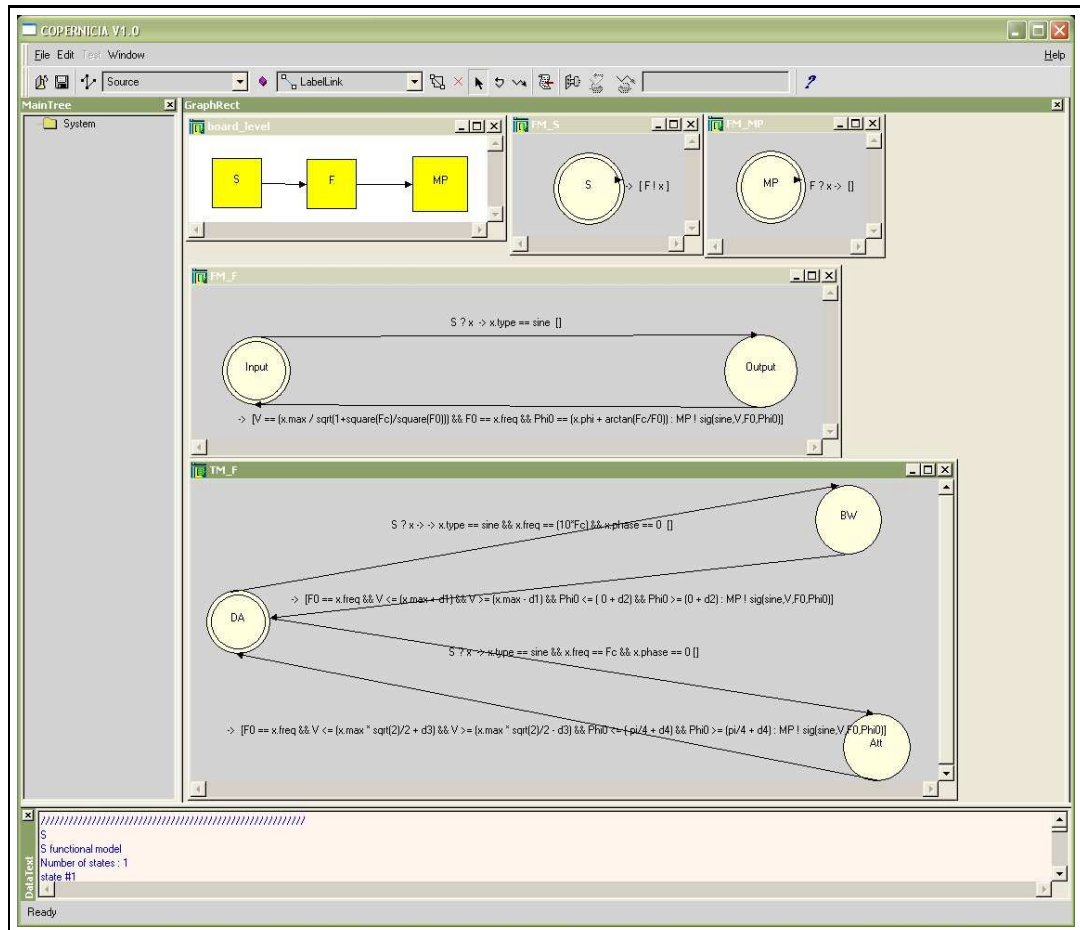 COPERNICIA V1.0
File Edit Test Window Help
Source LabelLink ?
MainTree
System
GraphRect
board_level
S F MP
FM_S
S -> [ F ! x ]
FM_MP
MP F ? x -> []
FM_F
S ? x -> x.type == sine []
Input Output
-> [V == (x.max / sqrt(1+square(Fc)/square(F0))) && F0 == x.freq && Phi0 == (x.phi + arctan(Fc/F0)) : MP ! sig(sine,V,F0,Phi0)]
TM_F
BW
S ? x -> -> x.type == sine && x.freq == (10*Fc) && x.phase == 0 []
-> [F0 == x.freq && V <= (x.max + d1) && V >= (x.max - d1) && Phi0 <= ( 0 + d2) && Phi0 >= (0 + d2) : MP ! sig(sine,V,F0,Phi0)]
DA
S ? x -> x.type == sine && x.freq == Fc && x.phase == 0 []
-> [F0 == x.freq && V <= (x.max * sqrt(2)/2 + d3) && V >= (x.max * sqrt(2)/2 - d3) && Phi0 <= ( pi/4 + d4) && Phi0 >= (pi/4 + d4) : MP ! sig(sine,V,F0,Phi0)]
Att
DataText
////////////////////////////////////////////////////////
S
S functional model
Number of states : 1
state #1
Ready